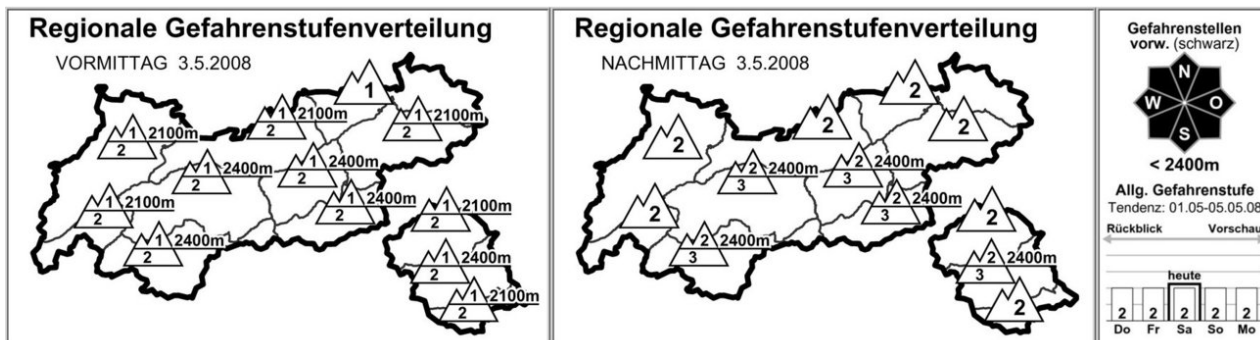 Regionale Gefahrenstufenverteilung
VORMITTAG 3.5.2008
1
1 2100m
2
1 2100m
2
1 2100m
2
1 2400m
2
1 2400m
2
1 2100m
2
1 2400m
2
1 2100m
2
1 2400m
2
1 2400m
2
1 2100m
2
Regionale Gefahrenstufenverteilung
NACHMITTAG 3.5.2008
2
2
2
2
2 2400m
3
2 2400m
3
2
2 2400m
3
2
2 2400m
3
2 2400m
3
2
Gefahrenstellen
vorw. (schwarz)
N
W O
S
< 2400m
Allg. Gefahrenstufe
Tendenz: 01.05-05.05.08
Rückblick Vorschau
heute
2 2 2 2 2
Do Fr Sa So Mo